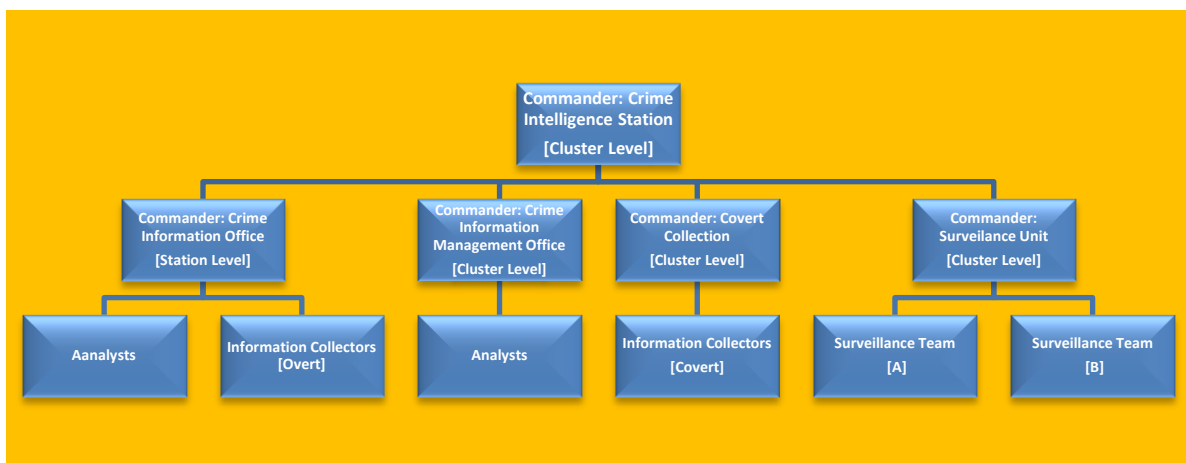 Commander: Crime
Intelligence Station
[Cluster Level]
Commander: Crime
Information Office
[Station Level]
Commander: Crime
Information
Management Office
[Cluster Level]
Commander: Covert
Collection
[Cluster Level]
Commander:
Surveilance Unit
[Cluster Level]
Aanalysts
Information Collectors
[Overt]
Analysts
Information Collectors
[Covert]
Surveillance Team
[A]
Surveillance Team
[B]